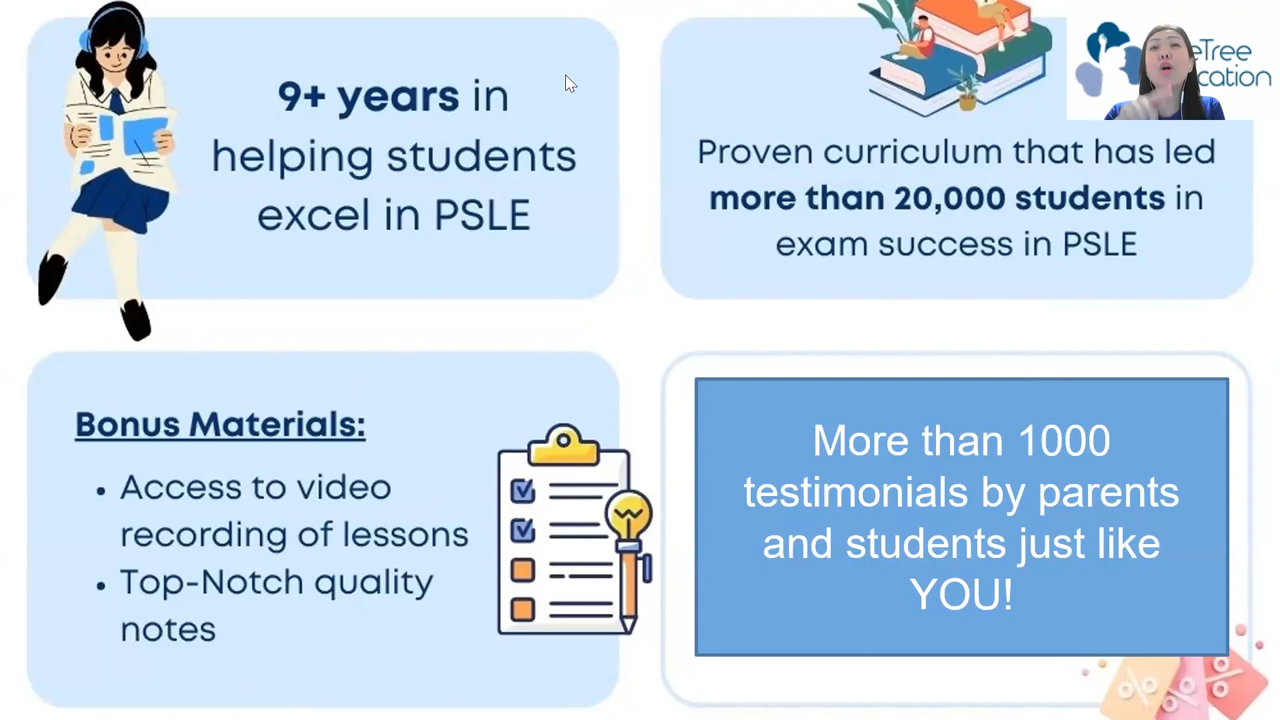 9+ years in
helping students
excel in PSLE
Proven curriculum that has led
more than 20,000 students in
exam success in PSLE
Bonus Materials:
• Access to video
recording of lessons
• Top-Notch quality
notes
More than 1000
testimonials by parents
and students just like
YOU!
% % %